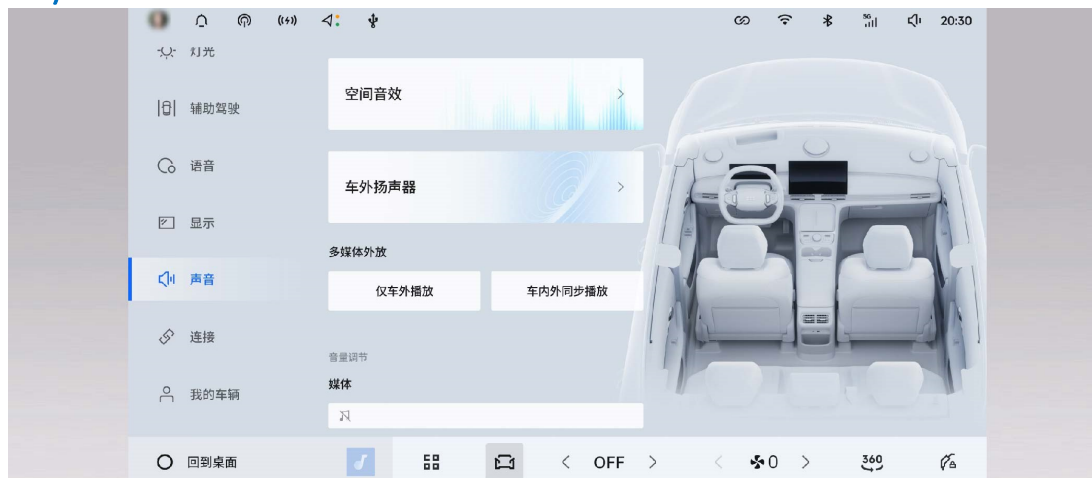 5G
20:30
灯光
空间音效
辅助驾驶
语音
车外扬声器
显示
多媒体外放
声音
仅车外播放
车内外同步播放
连接
音量调节
媒体
我的车辆
回到桌面
OFF
0
360